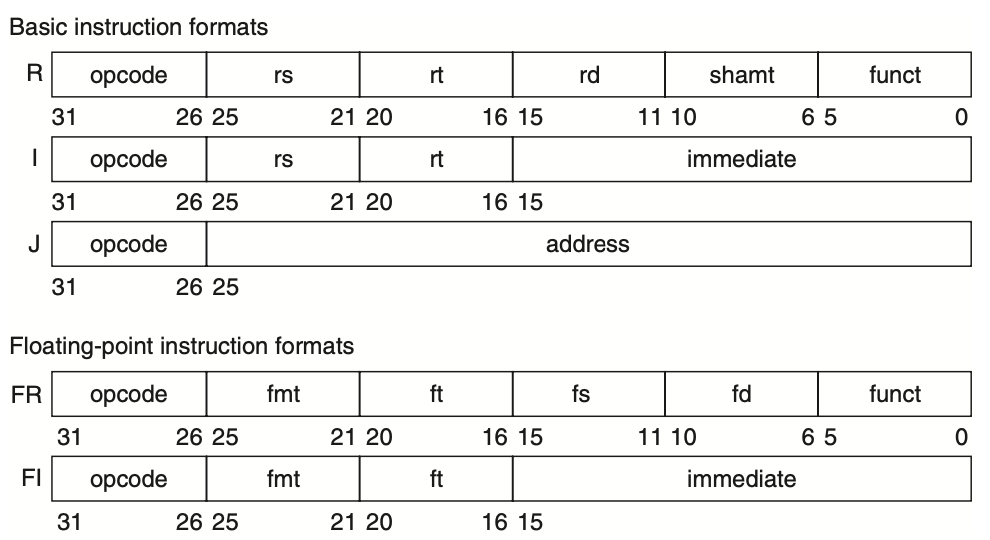 Basic instruction formats
R opcode rs rt rd shamt funct
31 26 25 21 20 16 15 11 10 6 5 0
I opcode rs rt immediate
31 26 25 21 20 16 15
J opcode address
31 26 25
Floating-point instruction formats
FR opcode fmt ft fs fd funct
31 26 25 21 20 16 15 11 10 6 5 0
FI opcode fmt ft immediate
31 26 25 21 20 16 15